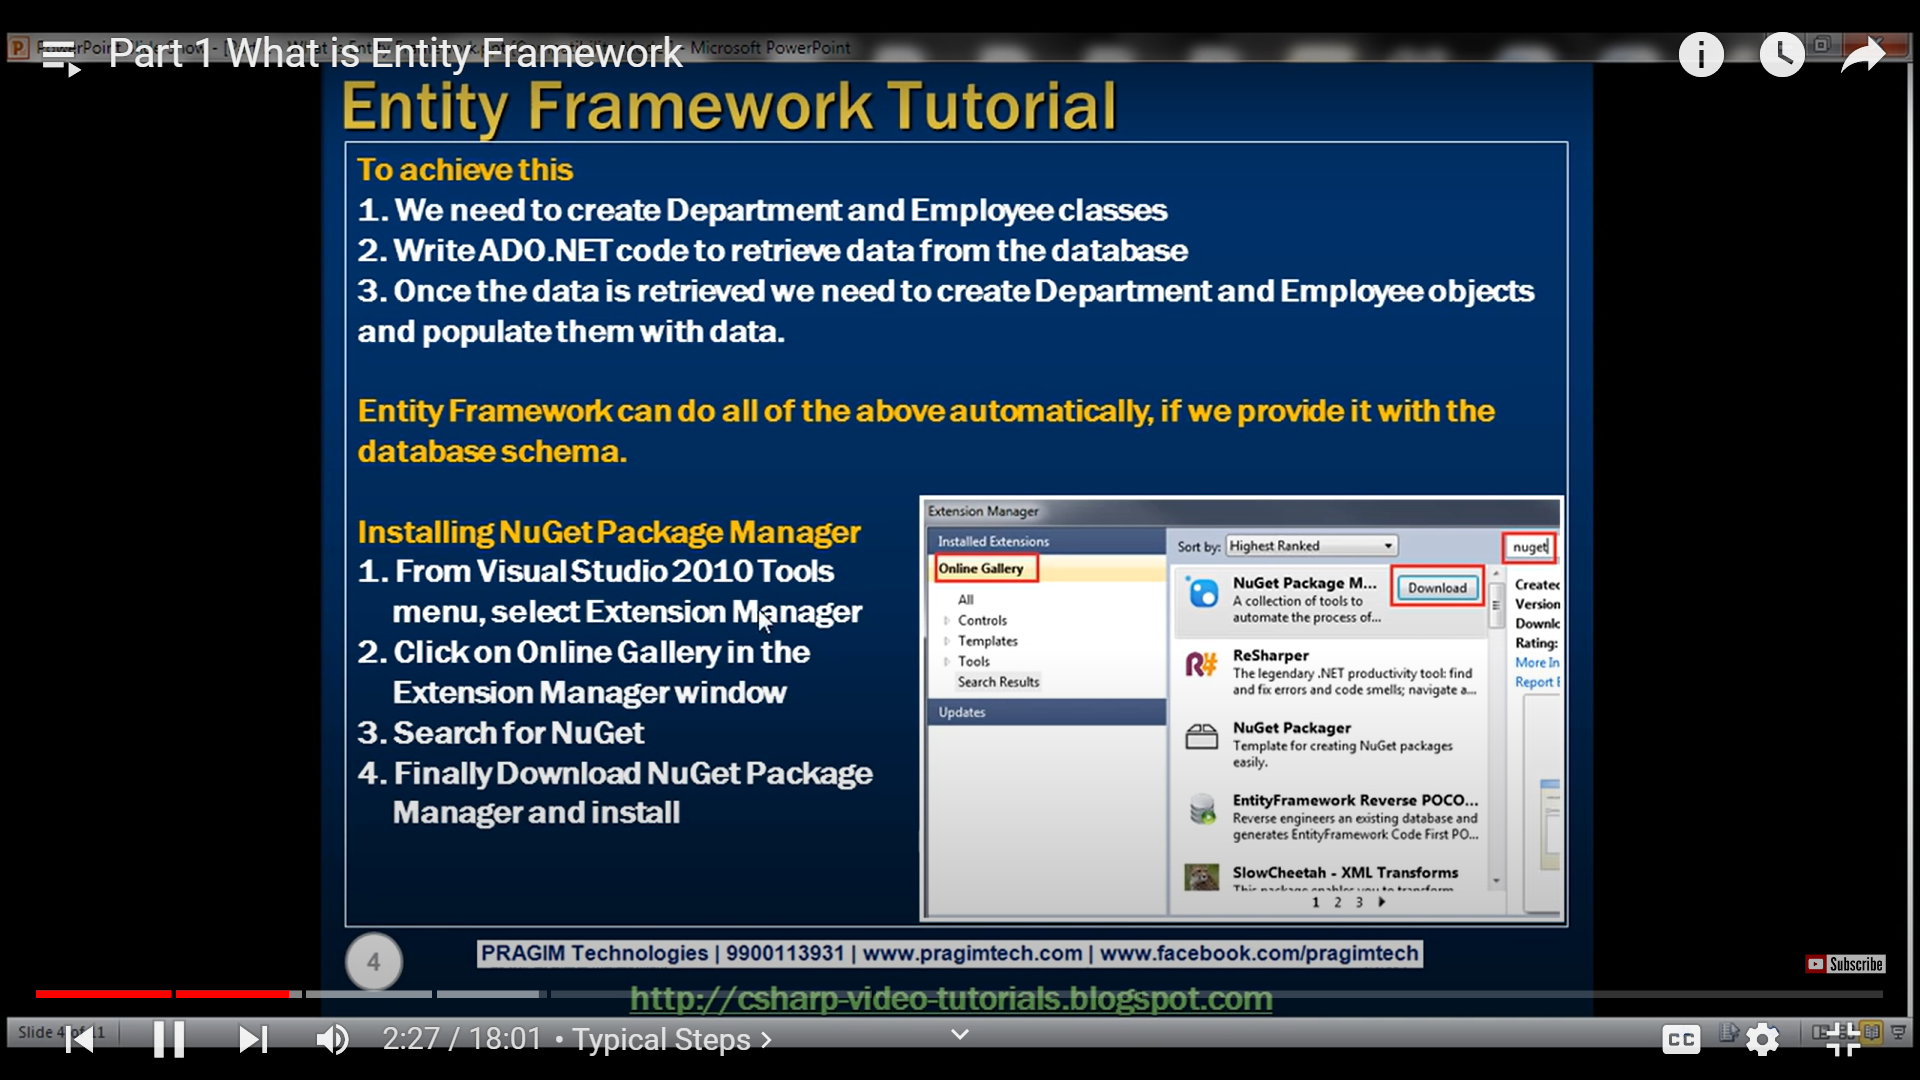 Part 1 What is Entity Framework
Microsoft PowerPoint
Entity Framework Tutorial
To achieve this
1. We need to create Department and Employee classes
2. Write ADO.NET code to retrieve data from the database
3. Once the data is retrieved we need to create Department and Employee objects
and populate them with data.
Entity Framework can do all of the above automatically, if we provide it with the
database schema.
Installing NuGet Package Manager
1. From Visual Studio 2010 Tools
menu, select Extension Manager
2. Click on Online Gallery in the
Extension Manager window
3. Search for NuGet
4. Finally Download NuGet Package
Manager and install
Extension Manager
Installed Extensions
Online Gallery
All
Controls
Templates
Tools
Search Results
Updates
Sort by: Highest Ranked
nuget
NuGet Package M...
Download
A collection of tools to
automate the process of...
ReSharper
The legendary .NET productivity tool: find
and fix errors and code smells; navigate a...
NuGet Packager
Template for creating NuGet packages
easily.
EntityFramework Reverse POCO...
Reverse engineers an existing database and
generates EntityFramework Code First PO...
SlowCheetah - XML Transforms
1 2 3
Rating:
More In
4
PRAGIM Technologies | 9900113931 | www.pragimtech.com | www.facebook.com/pragimtech
Subscribe
http://csharp-video-tutorials.blogspot.com
Slide 4 of 11
2:27 / 18:01 • Typical Steps >
CC